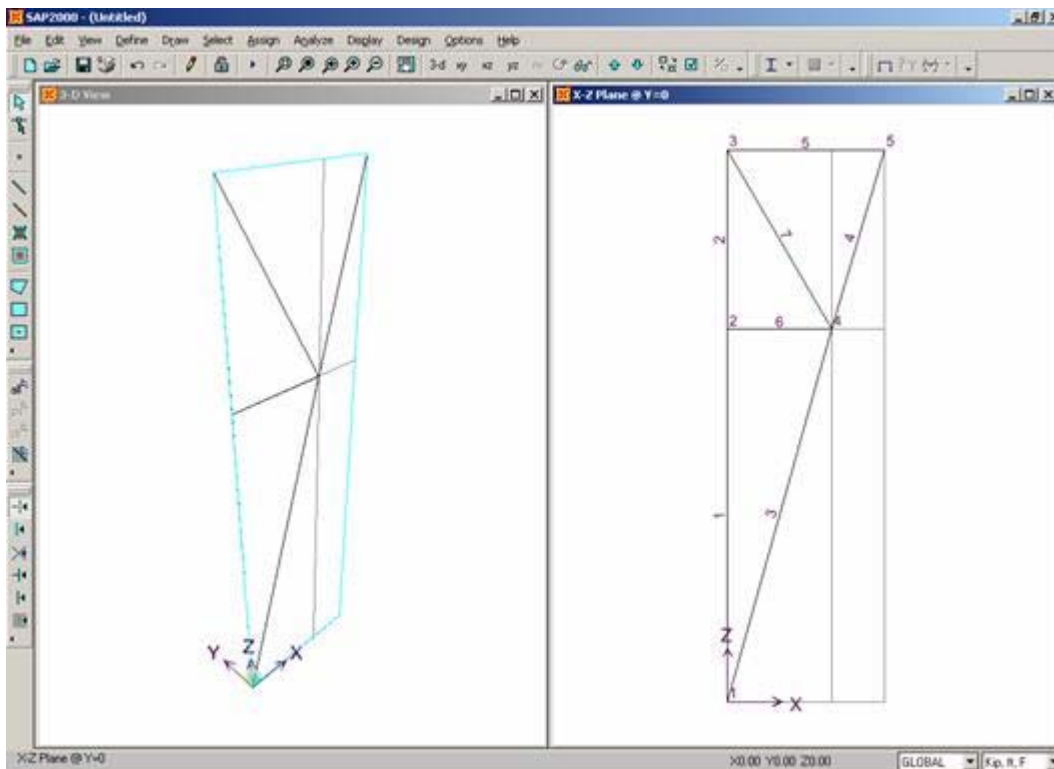 SAP2000 - (Untitled)
File Edit View Define Draw Select Assign Analyze Display Design Options Help
3-d xy xz yz
3-D View
X-Z Plane @ Y=0
3 5 5
2 7 4
2 6 4
1 3
Y Z X
Z
1 X
X-Z Plane @ Y=0
X0.00 Y0.00 Z0.00
GLOBAL
Kip, ft, F